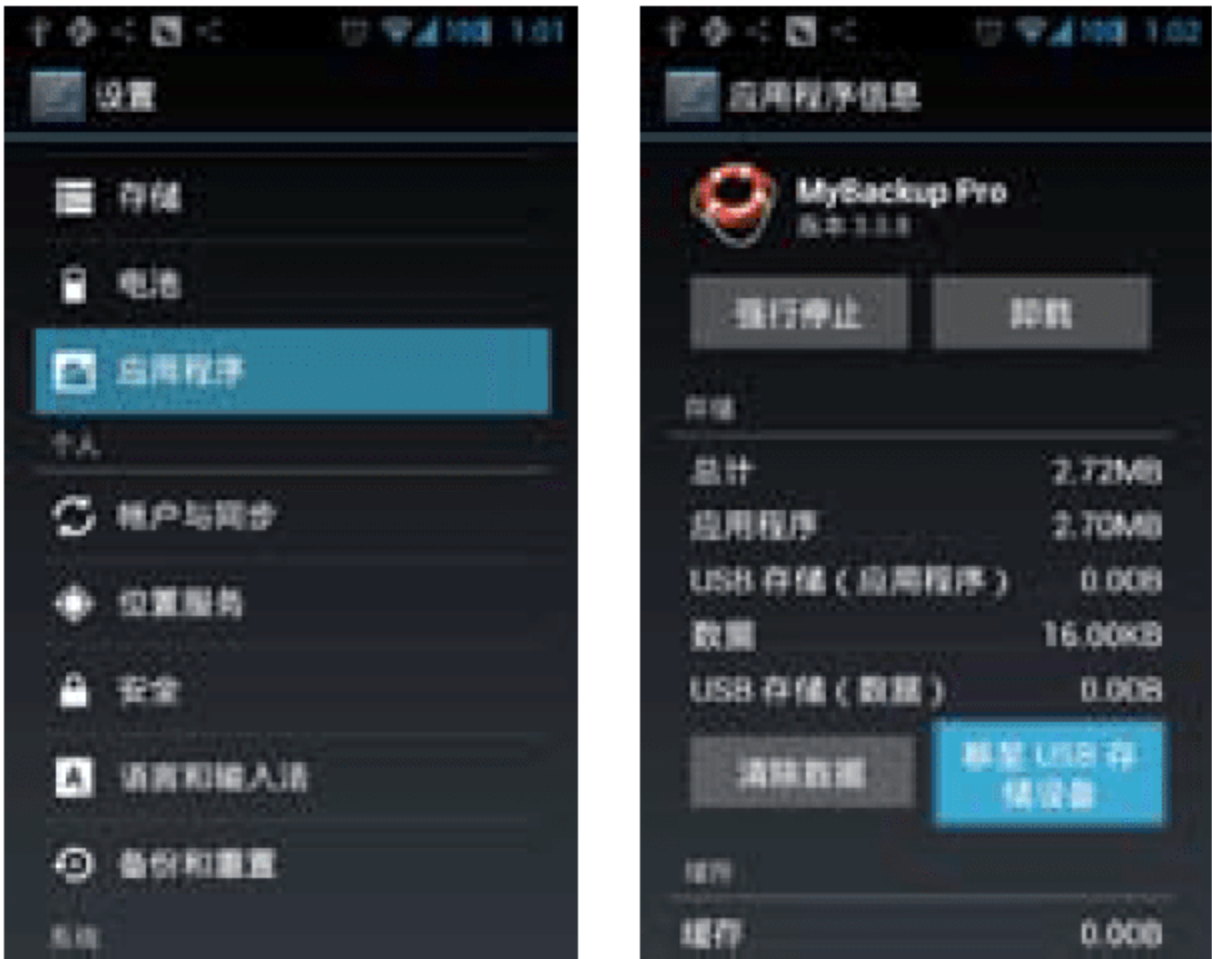 1:01
设置
存储
电池
应用程序
个人
帐户与同步
位置服务
安全
语言和输入法
备份和重置
系统
1:02
应用程序信息
MyBackup Pro
版本
强行停止
卸载
存储
总计 2.72MB
应用程序 2.70MB
USB 存储（应用程序） 0.00B
数据 16.00KB
USB 存储（数据） 0.00B
清除数据
移至 USB 存
储设备
缓存
缓存 0.00B